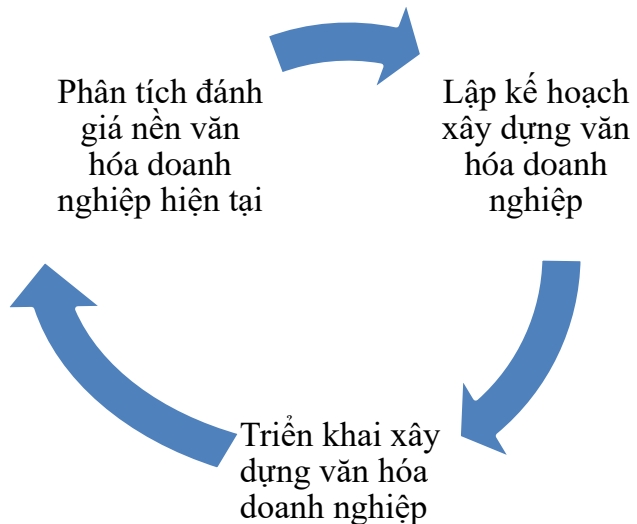 Phân tích đánh
giá nền văn
hóa doanh
nghiệp hiện tại
Lập kế hoạch
xây dựng văn
hóa doanh
nghiệp
Triển khai xây
dựng văn hóa
doanh nghiệp